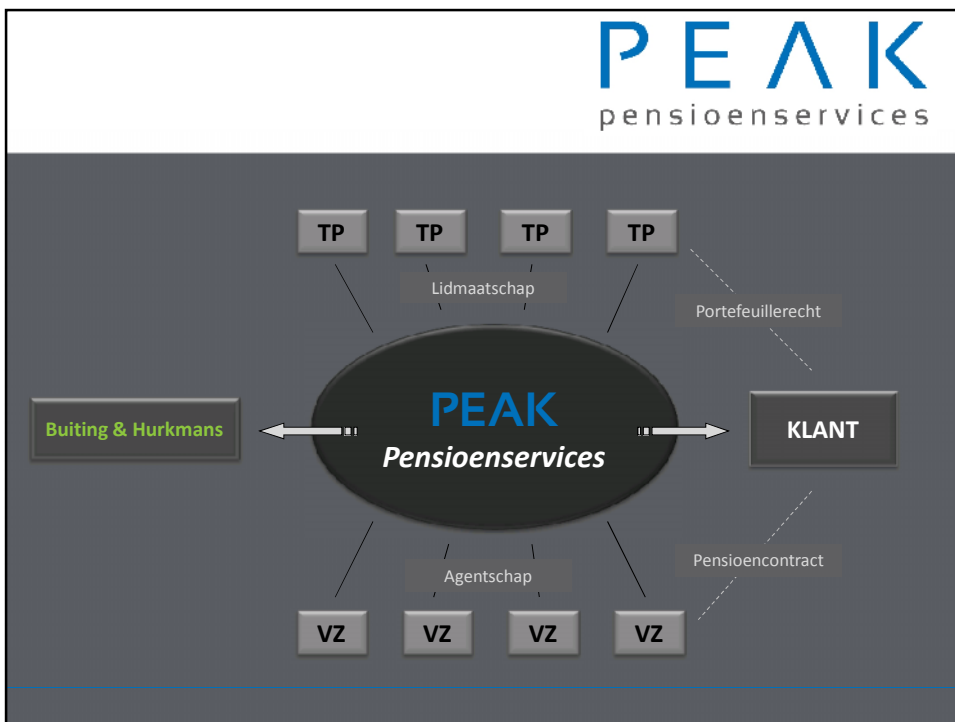 PEAK
pensioenservices
TP TP TP TP
Lidmaatschap
Portefeuillerecht
Buiting & Hurkmans
PEAK
Pensioenservices
KLANT
Pensioencontract
Agentschap
VZ VZ VZ VZ